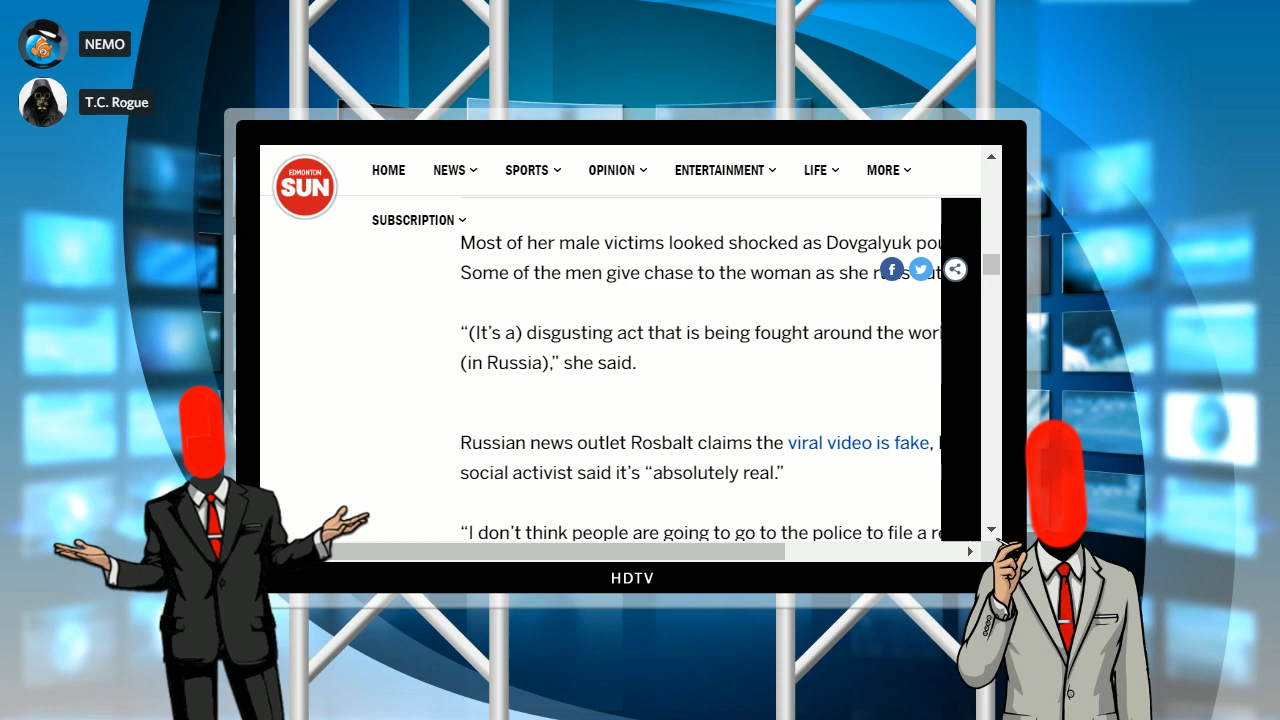 NEMO
T.C. Rogue
EDMONTON
SUN
HOME NEWS SPORTS OPINION ENTERTAINMENT LIFE MORE
SUBSCRIPTION
Most of her male victims looked shocked as Dovgalyuk
Some of the men give chase to the woman as she
“(It’s a) disgusting act that is being fought around the
(in Russia),” she said.
Russian news outlet Rosbalt claims the viral video is fake,
social activist said it’s “absolutely real.”
“I don’t think people are going to go to the police to file a
HDTV